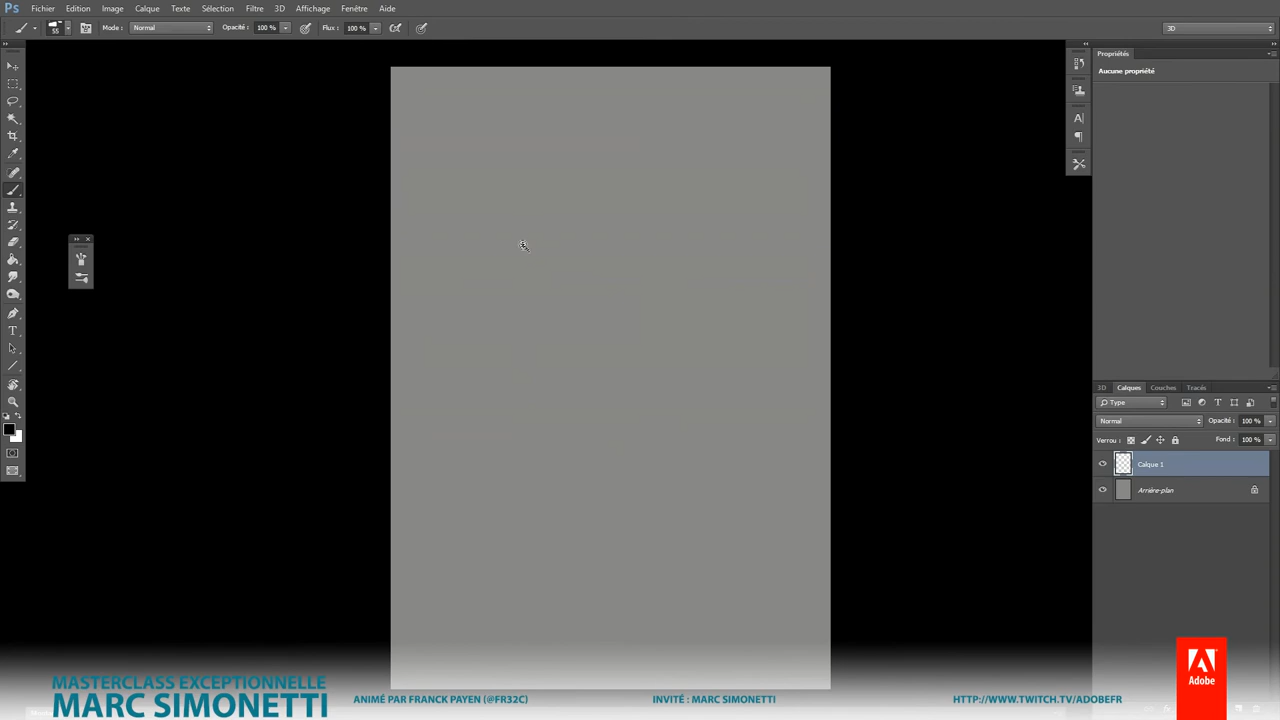 Ps Fichier Edition Image Calque Texte Sélection Filtre 3D Affichage Fenêtre Aide
55 Mode : Normal Opacité : 100 % Flux : 100 % 3D
Propriétés
Aucune propriété
3D Calques Couches Tracés
Type
Normal Opacité : 100 %
Verrou : Fond : 100 %
Calque 1
Arrière-plan
MASTERCLASS EXCEPTIONNELLE
MARC SIMONETTI
ANIMÉ PAR FRANCK PAYEN (@FR32C)
INVITÉ : MARC SIMONETTI
HTTP://WWW.TWITCH.TV/ADOBEFR
Adobe